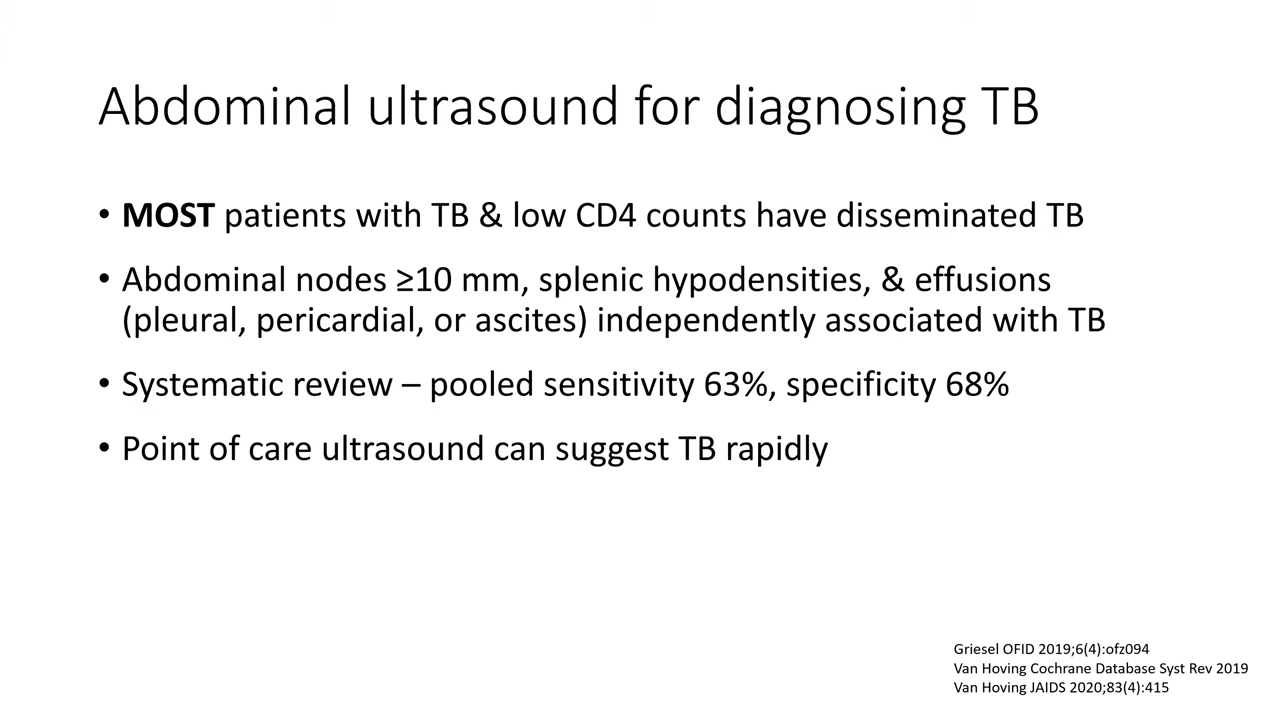 Abdominal ultrasound for diagnosing TB
• MOST patients with TB & low CD4 counts have disseminated TB
• Abdominal nodes ≥10 mm, splenic hypodensities, & effusions
(pleural, pericardial, or ascites) independently associated with TB
• Systematic review – pooled sensitivity 63%, specificity 68%
• Point of care ultrasound can suggest TB rapidly
Griesel OFID 2019;6(4):ofz094
Van Hoving Cochrane Database Syst Rev 2019
Van Hoving JAIDS 2020;83(4):415